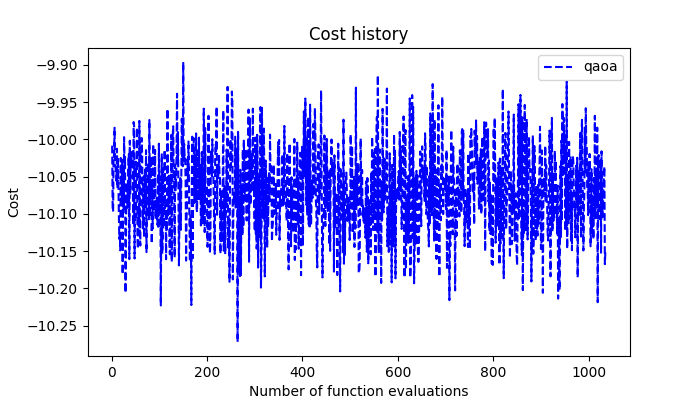 Cost history
qaoa
−9.90
−9.95
−10.00
−10.05
−10.10
−10.15
−10.20
−10.25
Cost
0 200 400 600 800 1000
Number of function evaluations